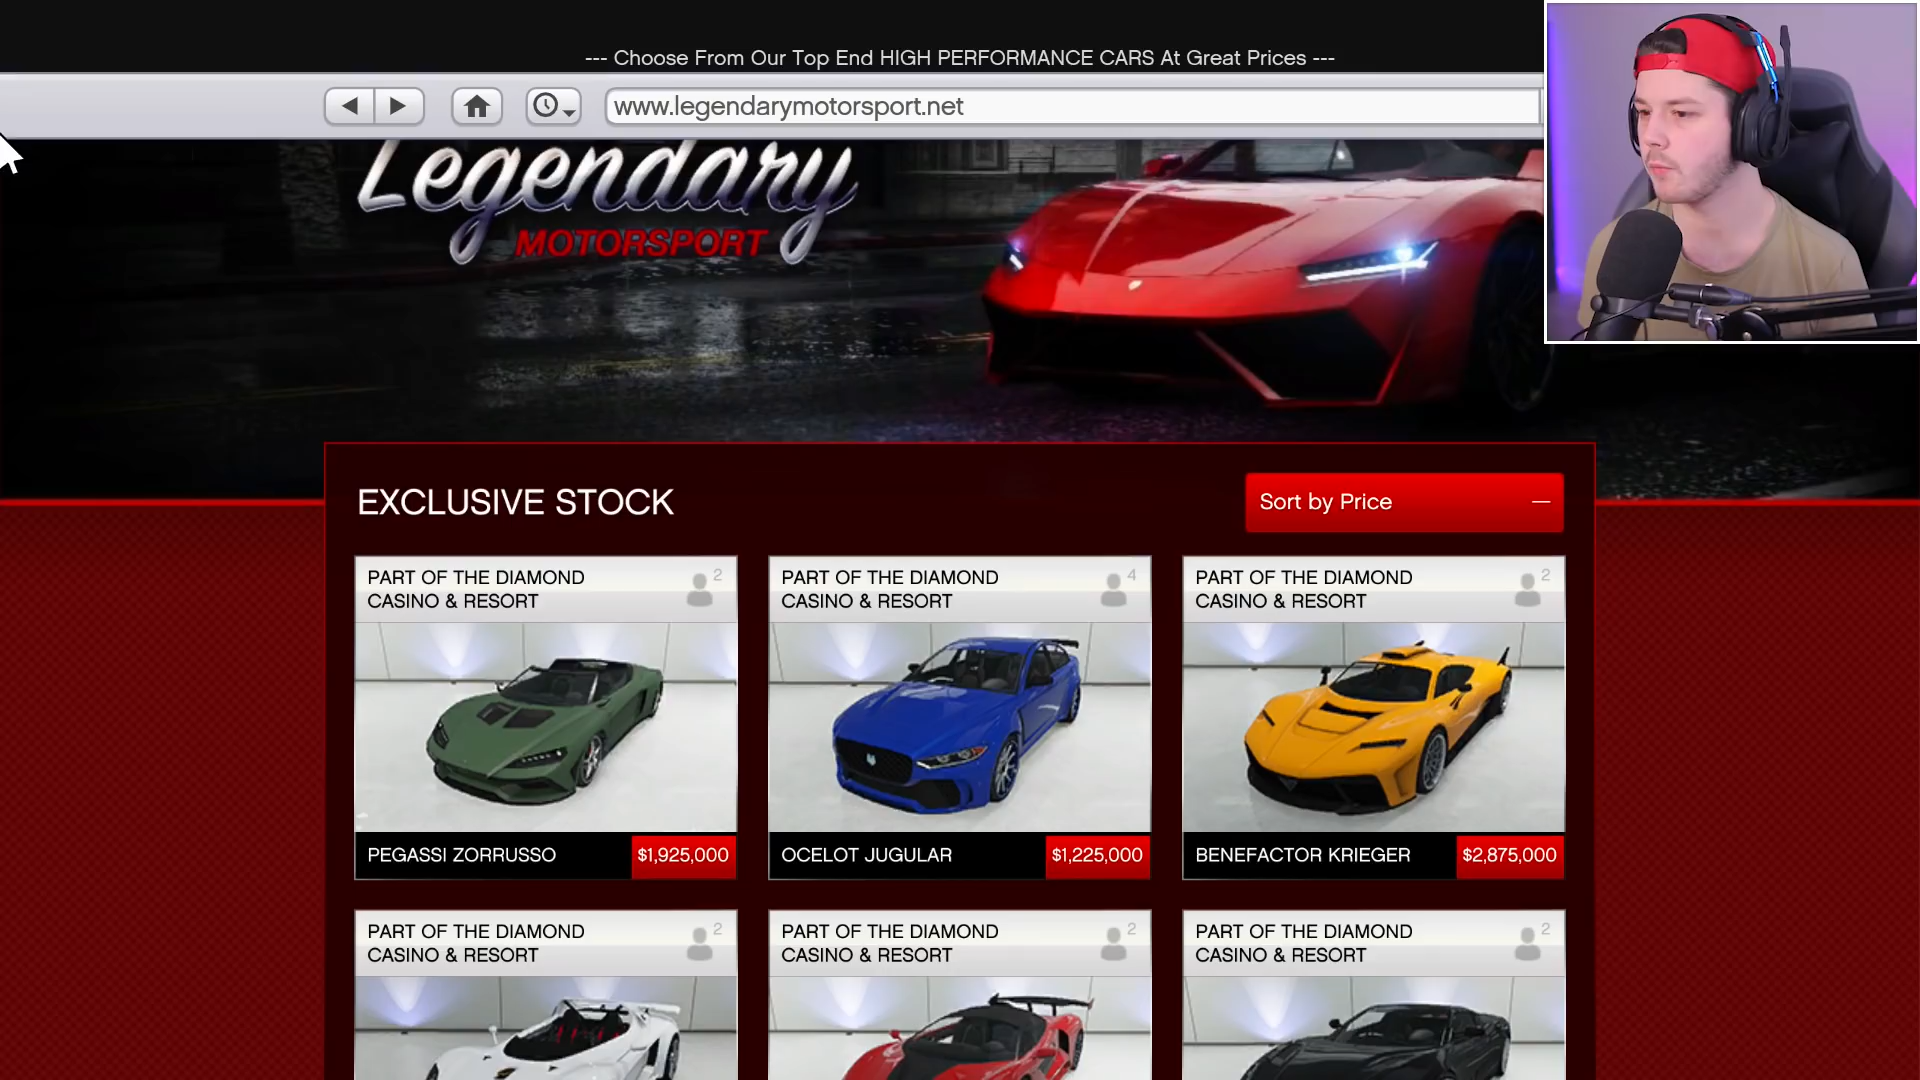 --- Choose From Our Top End HIGH PERFORMANCE CARS At Great Prices ---
www.legendarymotorsport.net
Legendary
MOTORSPORT
EXCLUSIVE STOCK
Sort by Price
PART OF THE DIAMOND
CASINO & RESORT
2
PEGASSI ZORRUSSO
$1,925,000
PART OF THE DIAMOND
CASINO & RESORT
4
OCELOT JUGULAR
$1,225,000
PART OF THE DIAMOND
CASINO & RESORT
2
BENEFACTOR KRIEGER
$2,875,000
PART OF THE DIAMOND
CASINO & RESORT
2
PART OF THE DIAMOND
CASINO & RESORT
2
PART OF THE DIAMOND
CASINO & RESORT
2